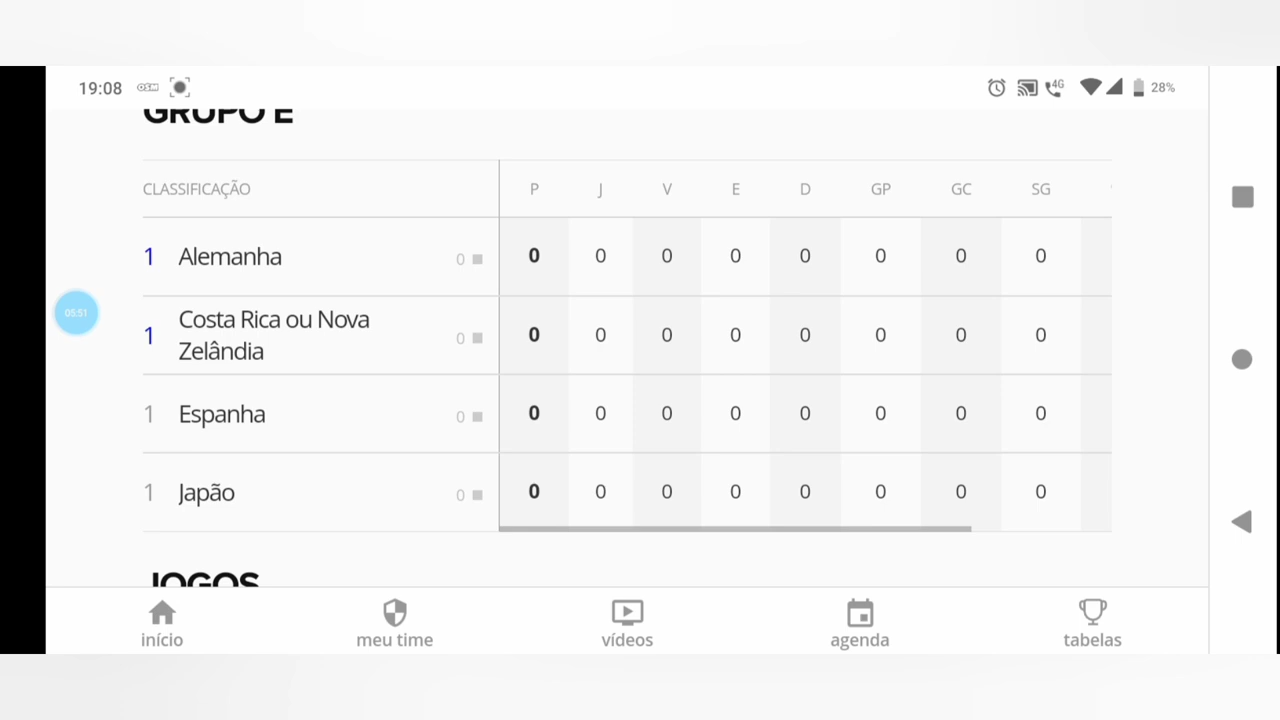 19:08 OSM 4G 28%
GRUPO E
CLASSIFICAÇÃO P J V E D GP GC SG
1 Alemanha 0 0 0 0 0 0 0 0 0
1 Costa Rica ou Nova
Zelândia 0 0 0 0 0 0 0 0 0
05:51
1 Espanha 0 0 0 0 0 0 0 0 0
1 Japão 0 0 0 0 0 0 0 0 0
JOGOS
início meu time vídeos agenda tabelas